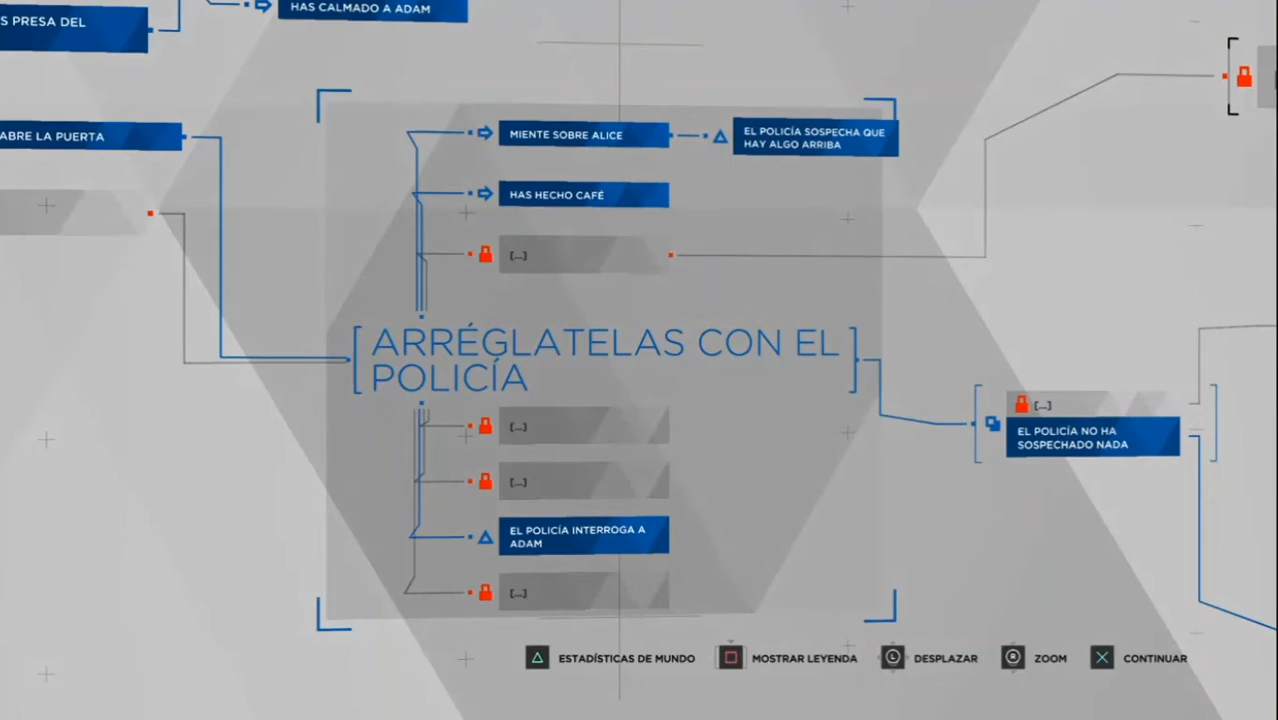 HAS CALMADO A ADAM
S PRESA DEL
ABRE LA PUERTA
MIENTE SOBRE ALICE
EL POLICÍA SOSPECHA QUE
HAY ALGO ARRIBA
HAS HECHO CAFÉ
[...]
ARRÉGLATELAS CON EL
POLICÍA
[...]
[...]
EL POLICÍA INTERROGA A
ADAM
[...]
[...]
EL POLICÍA NO HA
SOSPECHADO NADA
ESTADÍSTICAS DE MUNDO
MOSTRAR LEYENDA
L DESPLAZAR
R ZOOM
CONTINUAR